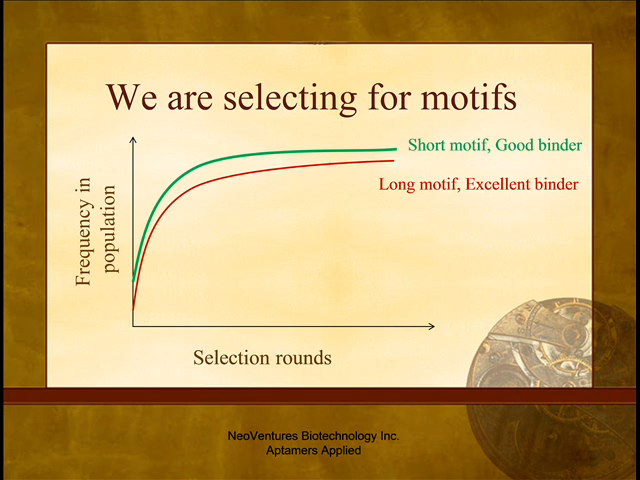 We are selecting for motifs
Short motif, Good binder
Long motif, Excellent binder
Frequency in
population
Selection rounds
NeoVentures Biotechnology Inc.
Aptamers Applied